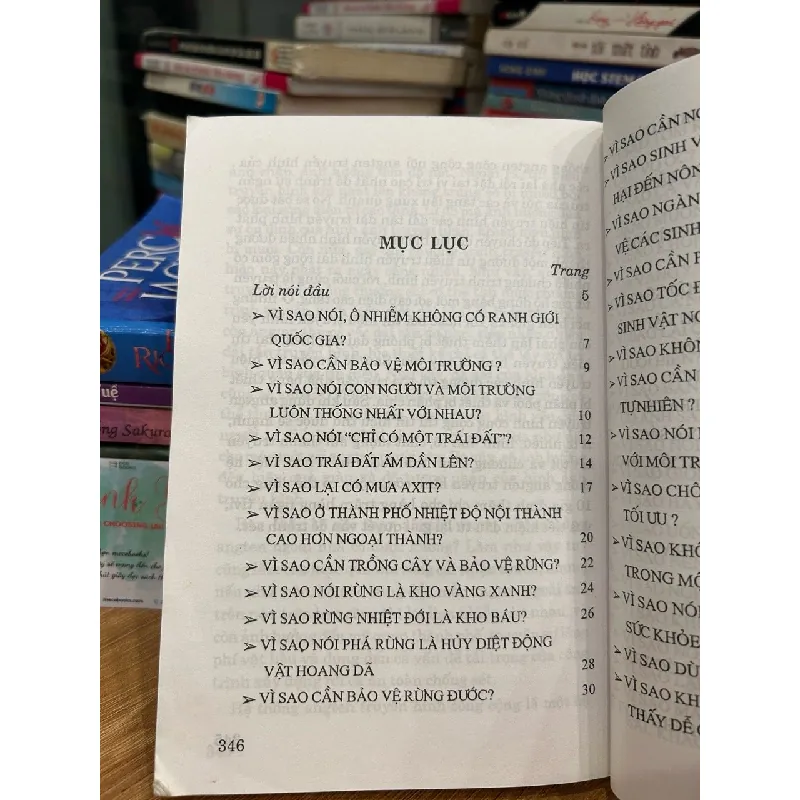 MỤC LỤC
Trang
Lời nói đầu 5
➢ VÌ SAO NÓI, Ô NHIỄM KHÔNG CÓ RANH GIỚI
QUỐC GIA? 7
➢ VÌ SAO CẦN BẢO VỆ MÔI TRƯỜNG ? 9
➢ VÌ SAO NÓI CON NGƯỜI VÀ MÔI TRƯỜNG
LUÔN THỐNG NHẤT VỚI NHAU? 10
➢ VÌ SAO NÓI “CHỈ CÓ MỘT TRÁI ĐẤT”? 12
➢ VÌ SAO TRÁI ĐẤT ẤM DẦN LÊN? 14
➢ VÌ SAO LẠI CÓ MƯA AXIT? 17
➢ VÌ SAO Ở THÀNH PHỐ NHIỆT ĐỘ NỘI THÀNH
CAO HƠN NGOẠI THÀNH? 20
➢ VÌ SAO CẦN TRỒNG CÂY VÀ BẢO VỆ RỪNG? 22
➢ VÌ SAO NÓI RỪNG LÀ KHO VÀNG XANH? 24
➢ VÌ SAO RỪNG NHIỆT ĐỚI LÀ KHO BÁU? 26
➢ VÌ SAO NÓI PHÁ RỪNG LÀ HỦY DIỆT ĐỘNG
VẬT HOANG DÃ 28
➢ VÌ SAO CẦN BẢO VỆ RỪNG ĐƯỚC? 30
346
➢ VÌ SAO CẦN
➢ VÌ SAO SINH
HẠI ĐẾN NÔN
➢ VÌ SAO NGÀN
VỆ CÁC SINH
➢ VÌ SAO CẦN
➢ VÌ SAO TỐC
SINH VẬT
➢ VÌ SAO KHÔN
➢ VÌ SAO CẦN
TỰ NHIÊN ?
➢ VÌ SAO NÓI
VỚI MÔI TR
➢ VÌ SAO
TỐI ƯU ?
➢ VÌ SAO
TRONG
➢ VÌ SAO NÓI
SỨC KHỎE
➢ VÌ SAO
➢ VÌ SAO
THẤY DỄ
HỌC STEM
PERC
JA
uệ
ng Sakura